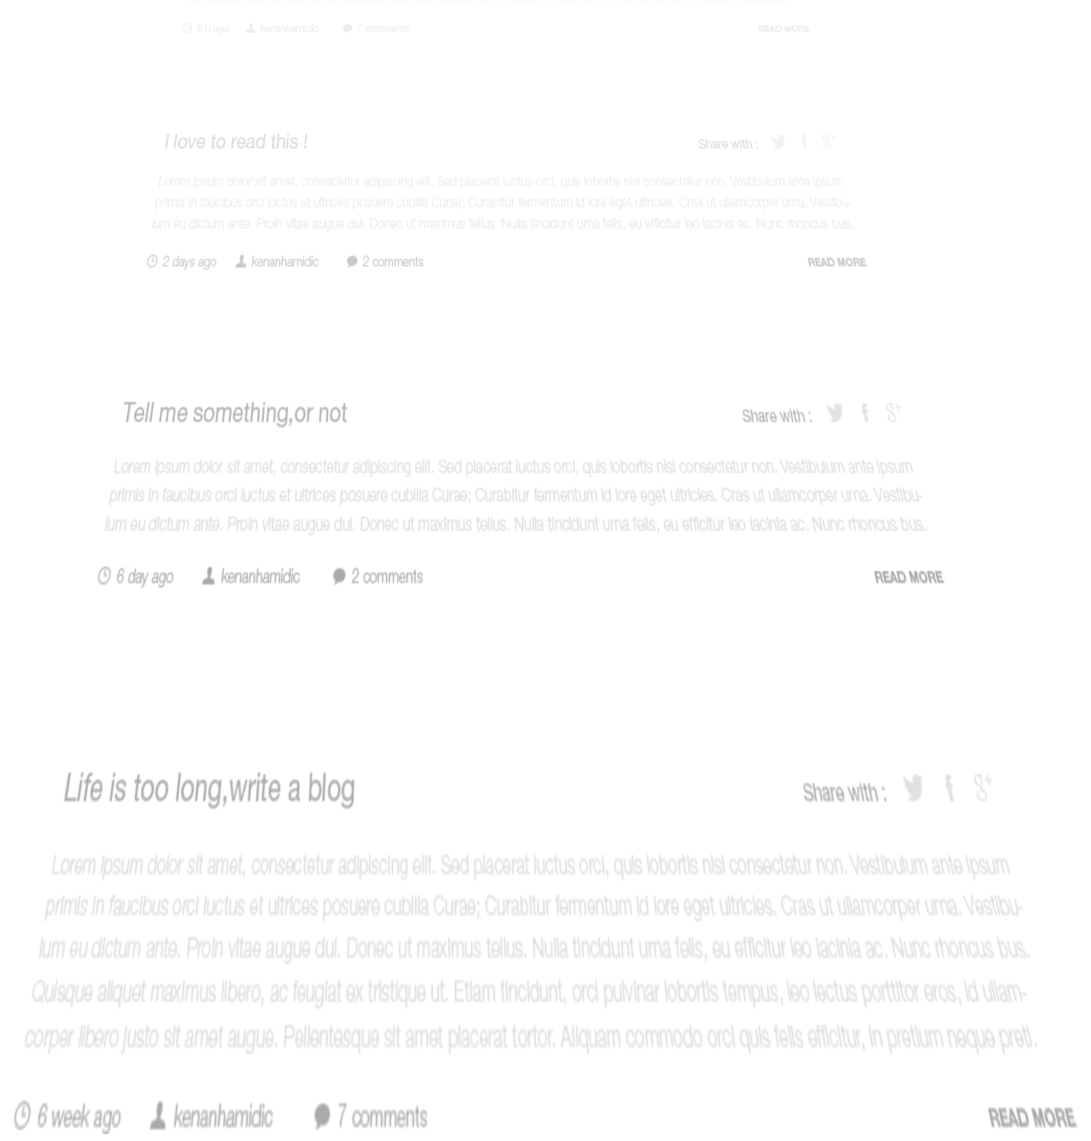 6 h ago kenanhamidic 7 comments READ MORE
I love to read this ! Share with :
Lorem ipsum dolor sit amet, consectetur adipiscing elit. Sed placerat luctus orci, quis lobortis nisl consectetur non. Vestibulum ante ipsum
primis in faucibus orci luctus et ultrices posuere cubilia Curae; Curabitur fermentum id lore eget ultricies. Cras ut ullamcorper urna. Vestibu-
lum eu dictum ante. Proin vitae augue dui. Donec ut maximus tellus. Nulla tincidunt urna felis, eu efficitur leo lacinia ac. Nunc rhoncus bus.
2 days ago kenanhamidic 2 comments READ MORE
Tell me something,or not Share with :
Lorem ipsum dolor sit amet, consectetur adipiscing elit. Sed placerat luctus orci, quis lobortis nisl consectetur non. Vestibulum ante ipsum
primis in faucibus orci luctus et ultrices posuere cubilia Curae; Curabitur fermentum id lore eget ultricies. Cras ut ullamcorper urna. Vestibu-
lum eu dictum ante. Proin vitae augue dui. Donec ut maximus tellus. Nulla tincidunt urna felis, eu efficitur leo lacinia ac. Nunc rhoncus bus.
6 day ago kenanhamidic 2 comments READ MORE
Life is too long,write a blog Share with :
Lorem ipsum dolor sit amet, consectetur adipiscing elit. Sed placerat luctus orci, quis lobortis nisl consectetur non. Vestibulum ante ipsum
primis in faucibus orci luctus et ultrices posuere cubilia Curae; Curabitur fermentum id lore eget ultricies. Cras ut ullamcorper urna. Vestibu-
lum eu dictum ante. Proin vitae augue dui. Donec ut maximus tellus. Nulla tincidunt urna felis, eu efficitur leo lacinia ac. Nunc rhoncus bus.
Quisque aliquet maximus libero, ac feugiat ex tristique ut. Etiam tincidunt, orci pulvinar lobortis tempus, leo lectus porttitor eros, id ullam-
corper libero justo sit amet augue. Pellentesque sit amet placerat tortor. Aliquam commodo orci quis felis efficitur, in pretium neque preti.
6 week ago kenanhamidic 7 comments READ MORE